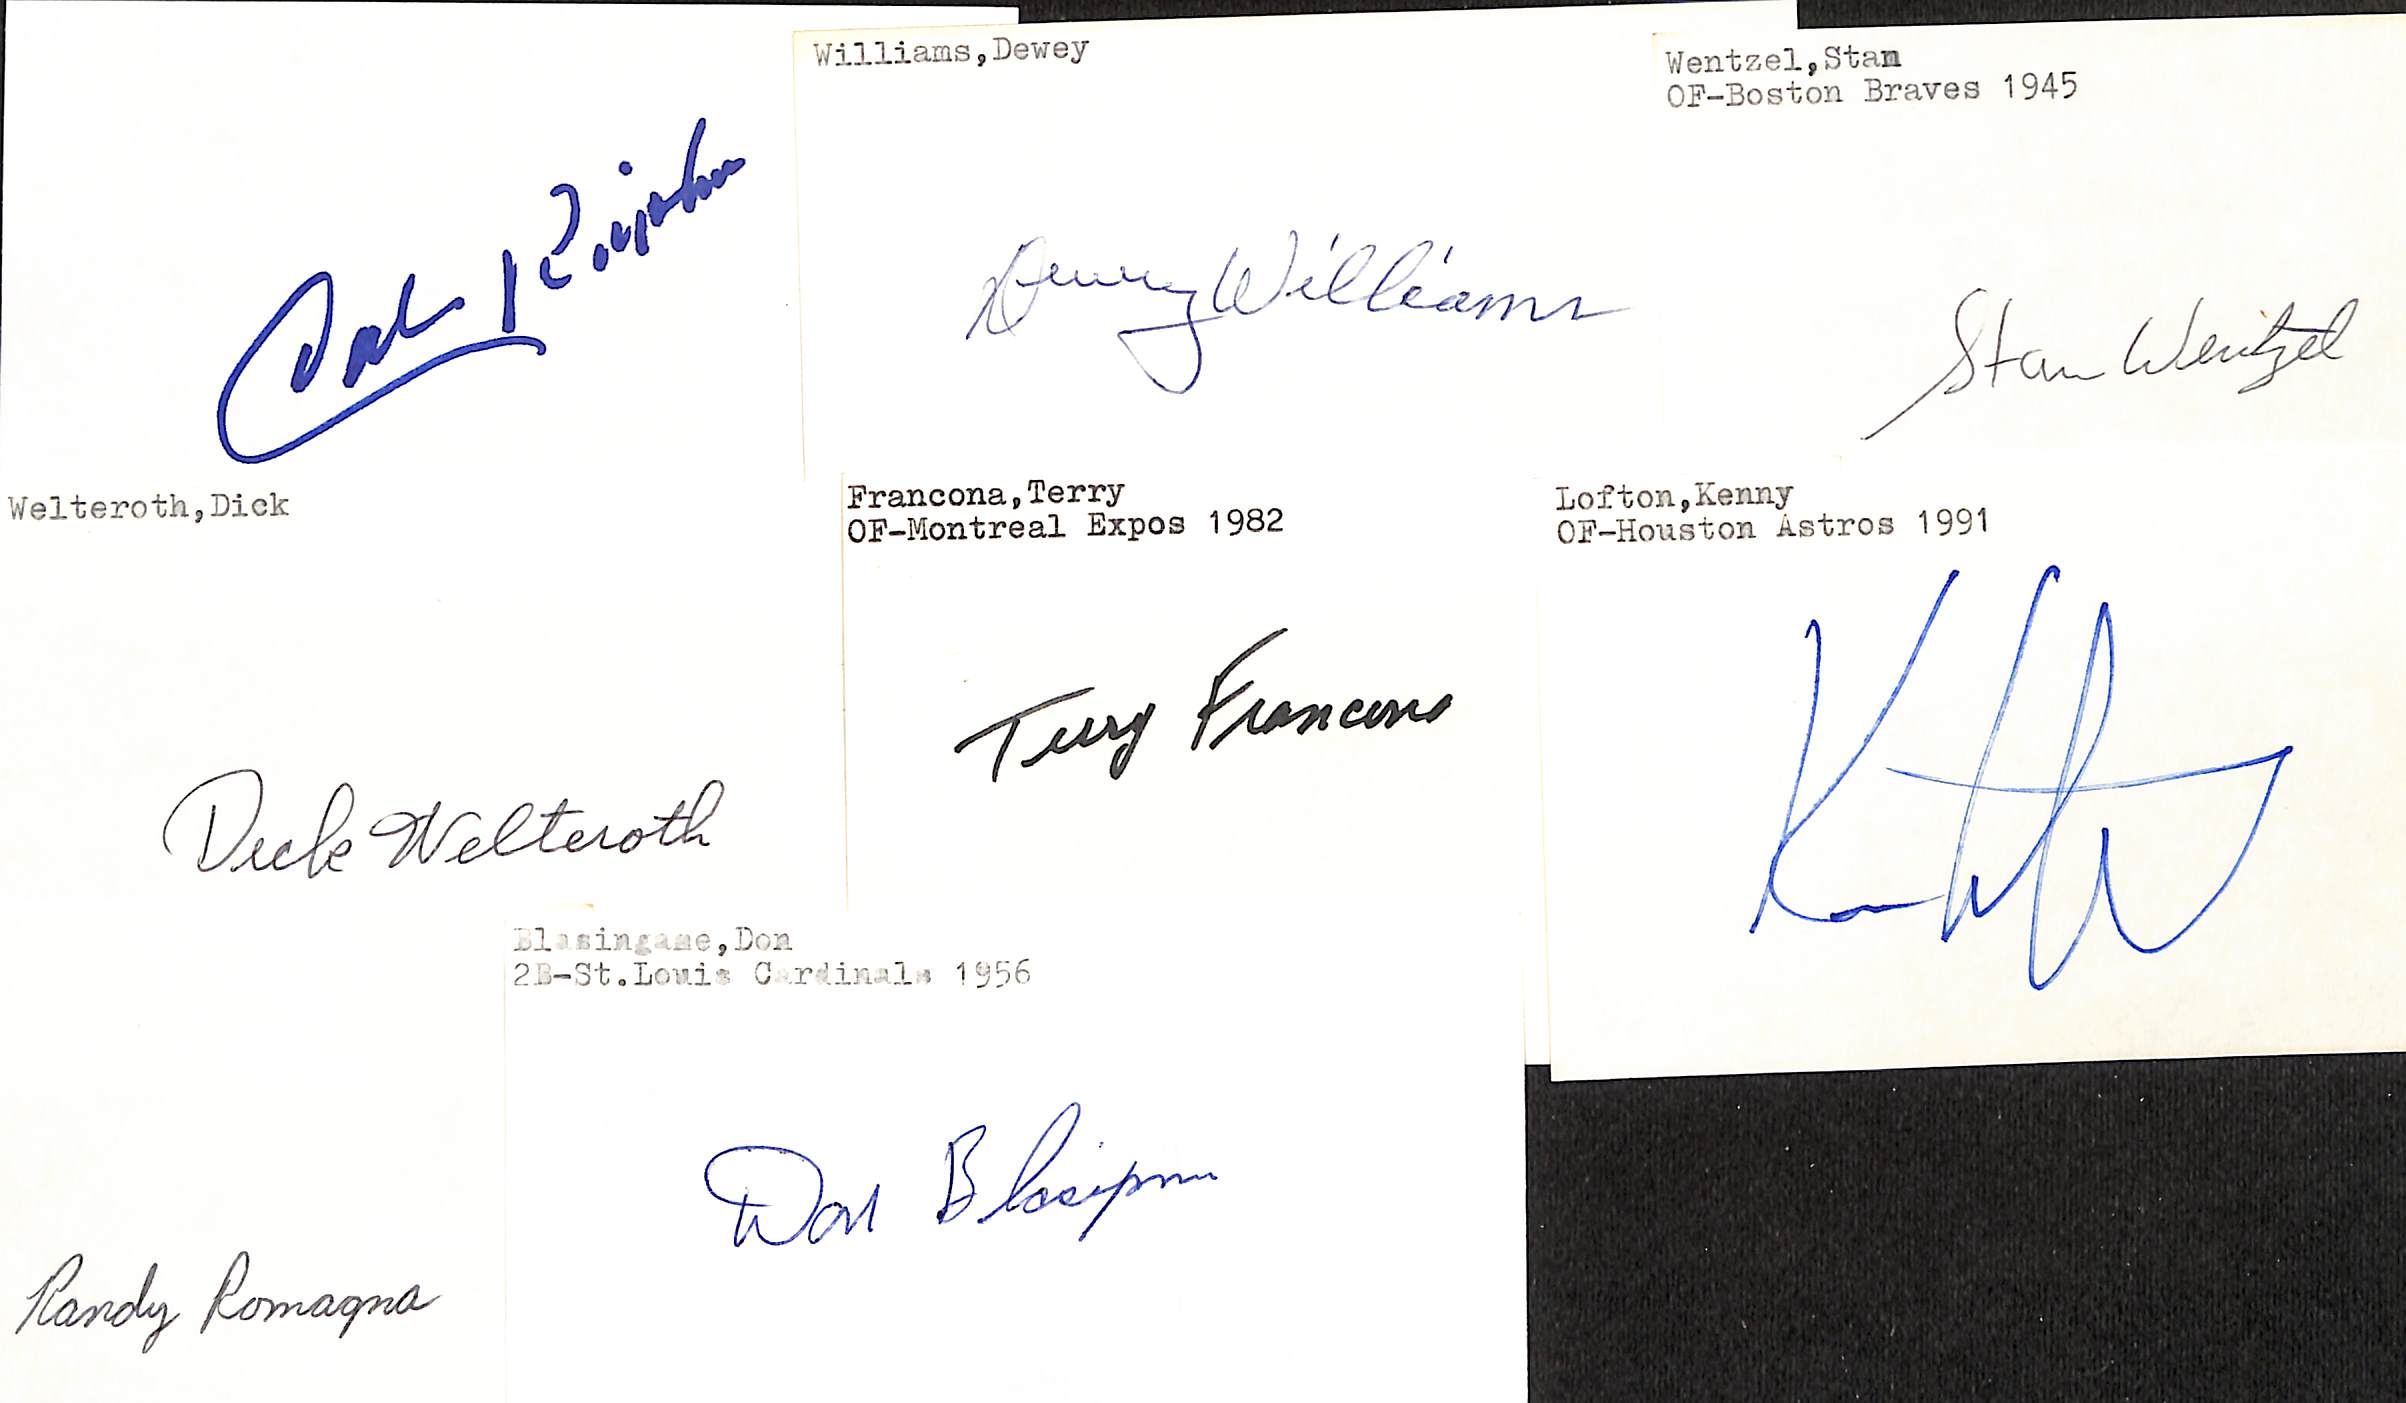 Williams,Dewey
Dewey Williams
Wentzel,Stan
OF-Boston Braves 1945
Stan Wentzel
Welteroth,Dick
Dick Welteroth
Francona,Terry
OF-Montreal Expos 1982
Terry Francona
Lofton,Kenny
OF-Houston Astros 1991
Blasingame,Don
2B-St.Louis Cardinals 1956
Don Blasingame
Randy Romagna